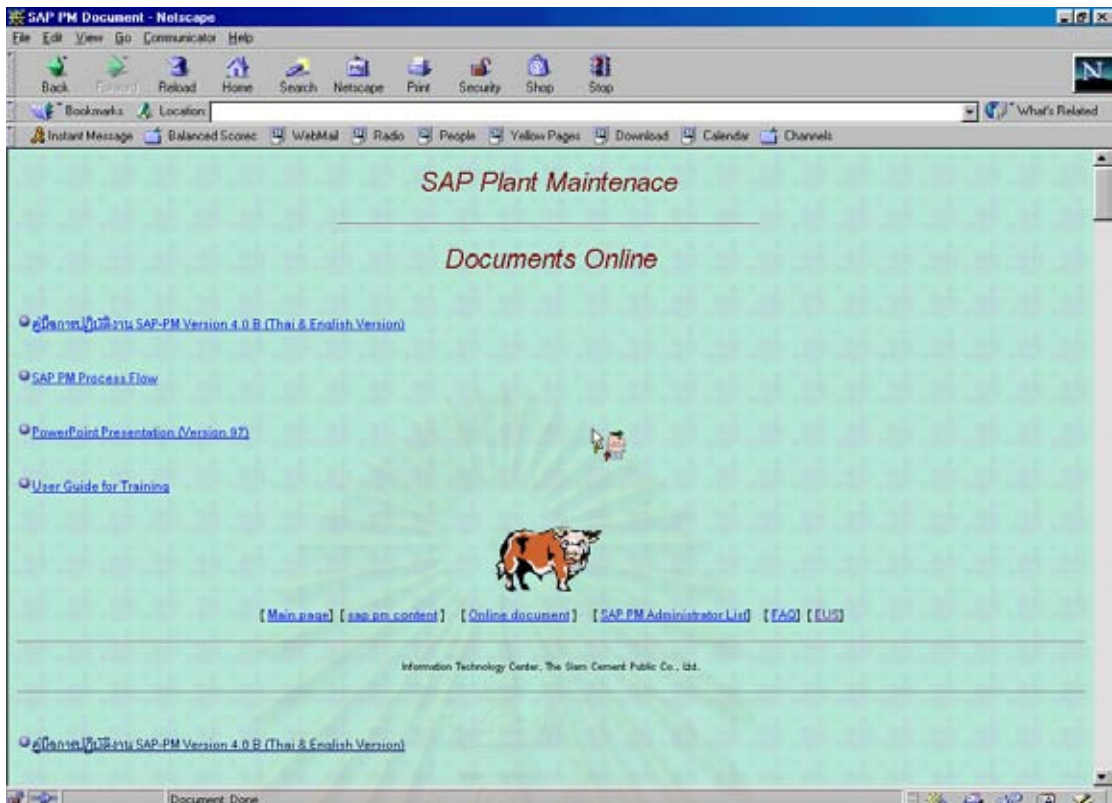 SAP PM Document - Netscape
File Edit View Go Communicator Help
Back Forward Reload Home Search Netscape Print Security Shop Stop
N
Bookmarks Location: What's Related
Instant Message Balanced Scorec WebMail Radio People Yellow Pages Download Calendar Channels
SAP Plant Maintenace
Documents Online
คู่มือการปฏิบัติงาน SAP-PM Version 4.0 B (Thai & English Version)
SAP PM Process Flow
PowerPoint Presentation (Version 97)
User Guide for Training
[ Main page] [ sap pm content ] [ Online document ] [ SAP PM Administrator List] [ FAQ] [ EUS]
Information Technology Center, The Siam Cement Public Co., Ltd.
คู่มือการปฏิบัติงาน SAP-PM Version 4.0 B (Thai & English Version)
Document: Done